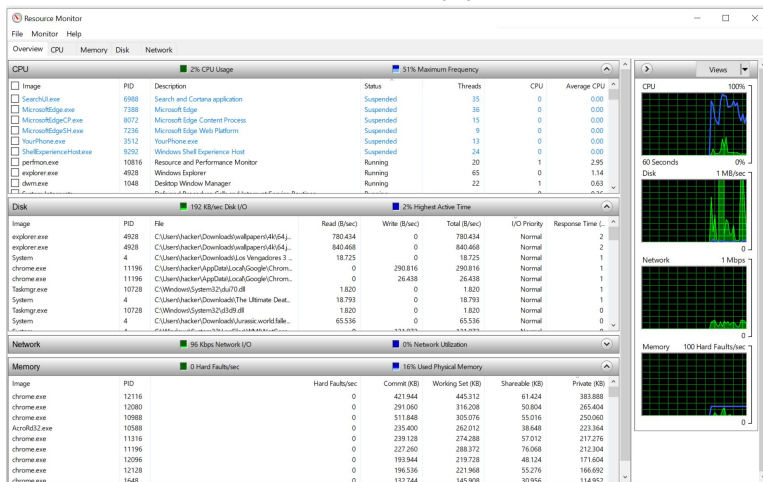 Resource Monitor
File Monitor Help
Overview CPU Memory Disk Network
CPU 2% CPU Usage 51% Maximum Frequency
Image PID Description Status Threads CPU Average CPU
SearchUI.exe 6988 Search and Cortana application Suspended 35 0 0.00
MicrosoftEdge.exe 7388 Microsoft Edge Suspended 36 0 0.00
MicrosoftEdgeCP.exe 8072 Microsoft Edge Content Process Suspended 15 0 0.00
MicrosoftEdgeSH.exe 7236 Microsoft Edge Web Platform Suspended 9 0 0.00
YourPhone.exe 3512 YourPhone.exe Suspended 13 0 0.00
ShellExperienceHost.exe 9292 Windows Shell Experience Host Suspended 24 0 0.00
perfmon.exe 10816 Resource and Performance Monitor Running 20 1 2.95
explorer.exe 4928 Windows Explorer Running 65 0 1.14
dwm.exe 1048 Desktop Window Manager Running 22 1 0.63
Disk 192 KB/sec Disk I/O 2% Highest Active Time
Image PID File Read (B/sec) Write (B/sec) Total (B/sec) I/O Priority Response Time (...
explorer.exe 4928 C:\Users\hacker\Downloads\wallpapers\4k\64.j... 780.434 0 780.434 Normal 2
explorer.exe 4928 C:\Users\hacker\Downloads\wallpapers\4k\64.j... 840.468 0 840.468 Normal 2
System 4 C:\Users\hacker\Downloads\Los Vengadores 3 ... 18.725 0 18.725 Normal 1
chrome.exe 11196 C:\Users\hacker\AppData\Local\Google\Chrom... 0 290.816 290.816 Normal 1
chrome.exe 11196 C:\Users\hacker\AppData\Local\Google\Chrom... 0 26.438 26.438 Normal 1
Taskmgr.exe 10728 C:\Windows\System32\dui70.dll 1.820 0 1.820 Normal 1
System 4 C:\Users\hacker\Downloads\The Ultimate Deat... 18.793 0 18.793 Normal 1
Taskmgr.exe 10728 C:\Windows\System32\d3d9.dll 1.820 0 1.820 Normal 0
System 4 C:\Users\hacker\Downloads\Jurassic.world.falle... 65.536 0 65.536 Normal 0
Network 96 Kbps Network I/O 0% Network Utilization
Memory 0 Hard Faults/sec 16% Used Physical Memory
Image PID Hard Faults/sec Commit (KB) Working Set (KB) Shareable (KB) Private (KB)
chrome.exe 12116 0 421.944 445.312 61.424 383.888
chrome.exe 12080 0 291.060 316.208 50.804 265.404
chrome.exe 10988 0 511.848 305.076 55.016 250.060
AcroRd32.exe 10588 0 235.400 262.012 38.648 223.364
chrome.exe 11316 0 239.128 274.288 57.012 217.276
chrome.exe 11196 0 227.260 288.372 76.068 212.304
chrome.exe 12096 0 193.944 219.728 48.124 171.604
chrome.exe 12128 0 196.536 221.968 55.276 166.692
chrome.exe 1648 0 132.744 145.908 30.956 114.952
Views
CPU 100%
60 Seconds 0%
Disk 1 MB/sec
0
Network 1 Mbps
0
Memory 100 Hard Faults/sec
0